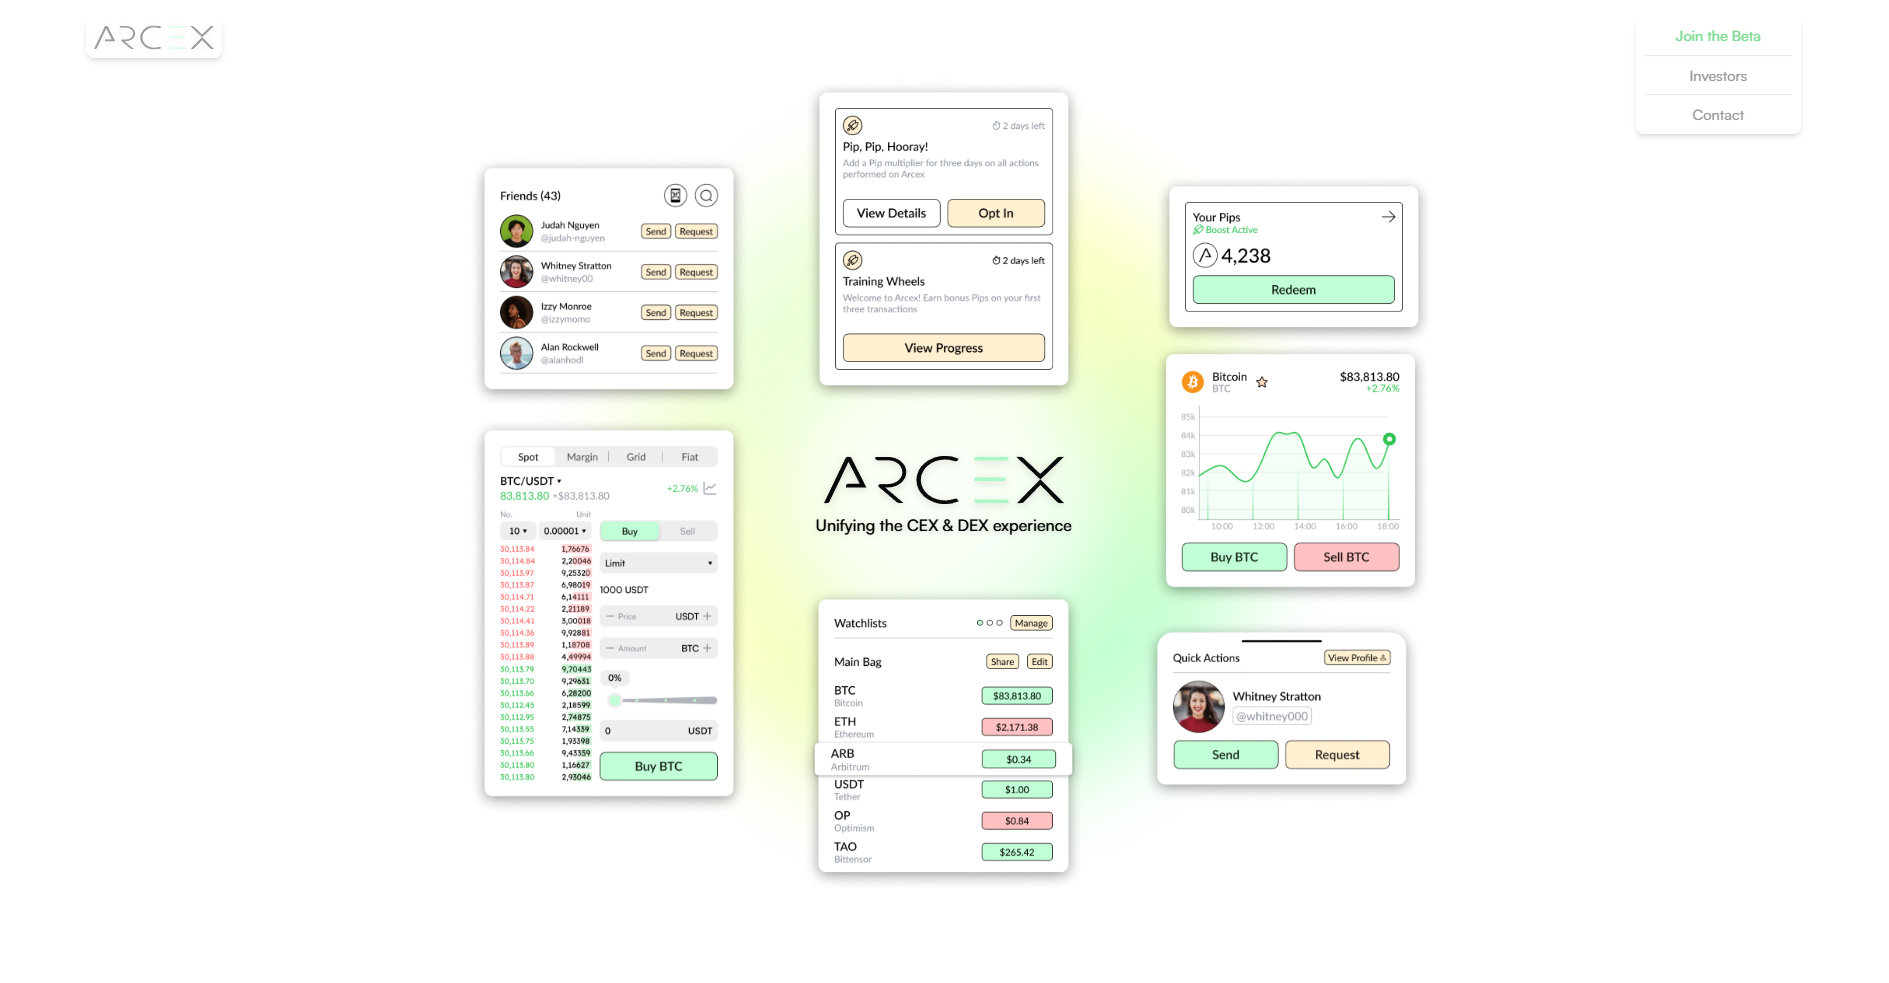 ARCEX
Join the Beta
Investors
Contact
Friends (43)
Judah Nguyen
@judah-nguyen
Send Request
Whitney Stratton
@whitney00
Send Request
Izzy Monroe
@izzymomo
Send Request
Alan Rockwell
@alanhodl
Send Request
2 days left
Pip, Pip, Hooray!
Add a Pip multiplier for three days on all actions
performed on Arcex
View Details Opt In
2 days left
Training Wheels
Welcome to Arcex! Earn bonus Pips on your first
three transactions
View Progress
Your Pips
Boost Active
4,238
Redeem
Bitcoin
BTC
$83,813.80
+2.76%
85k
84k
83k
82k
81k
80k
10:00 12:00 14:00 16:00 18:00
Buy BTC Sell BTC
Spot Margin Grid Fiat
BTC/USDT
83,813.80 ≈$83,813.80
+2.76%
No. Unit
10 0.00001
30,113.84 1,76676
30,114.84 2,20046
30,113.97 9,25320
30,113.87 6,98019
30,114.71 6,14111
30,114.22 2,21189
30,114.41 3,00018
30,114.36 9,92881
30,113.89 1,18708
30,113.88 4,49994
30,113.79 9,70443
30,113.70 9,29631
30,113.66 6,28200
30,112.45 2,18599
30,112.95 2,74875
30,113.55 7,14339
30,113.75 1,93398
30,113.66 9,43359
30,113.80 1,16627
30,113.80 2,93046
Buy Sell
Limit
1000 USDT
Price USDT
Amount BTC
0%
0 USDT
Buy BTC
ARCEX
Unifying the CEX & DEX experience
Watchlists Manage
Main Bag Share Edit
BTC
Bitcoin
$83,813.80
ETH
Ethereum
$2,171.38
ARB
Arbitrum
$0.34
USDT
Tether
$1.00
OP
Optimism
$0.84
TAO
Bittensor
$265.42
Quick Actions View Profile
Whitney Stratton
@whitney000
Send Request